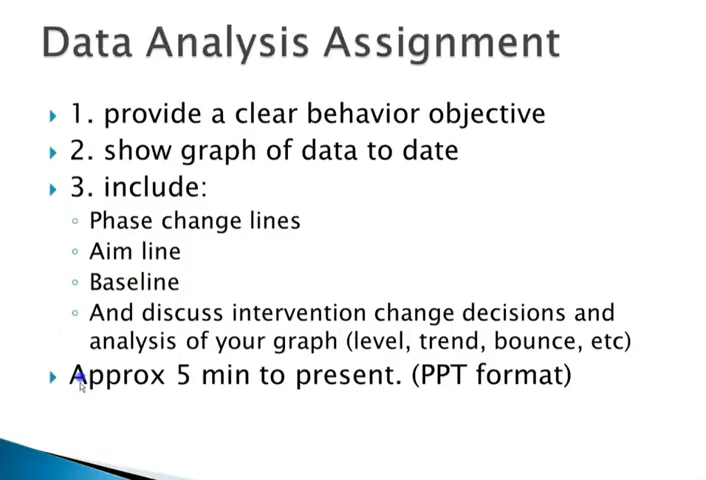 Data Analysis Assignment
1. provide a clear behavior objective
2. show graph of data to date
3. include:
Phase change lines
Aim line
Baseline
And discuss intervention change decisions and
analysis of your graph (level, trend, bounce, etc)
Approx 5 min to present. (PPT format)